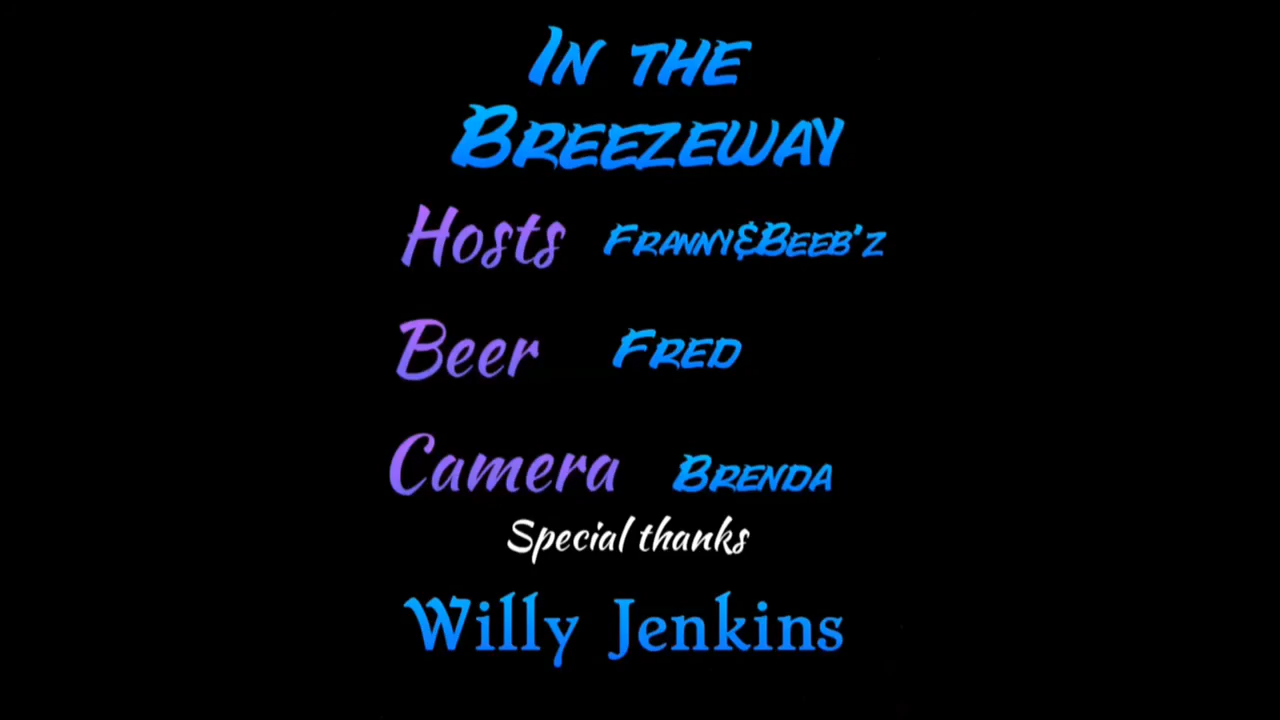 In the
Breezeway
Hosts Franny&Beeb'z
Beer Fred
Camera Brenda
Special thanks
Willy Jenkins